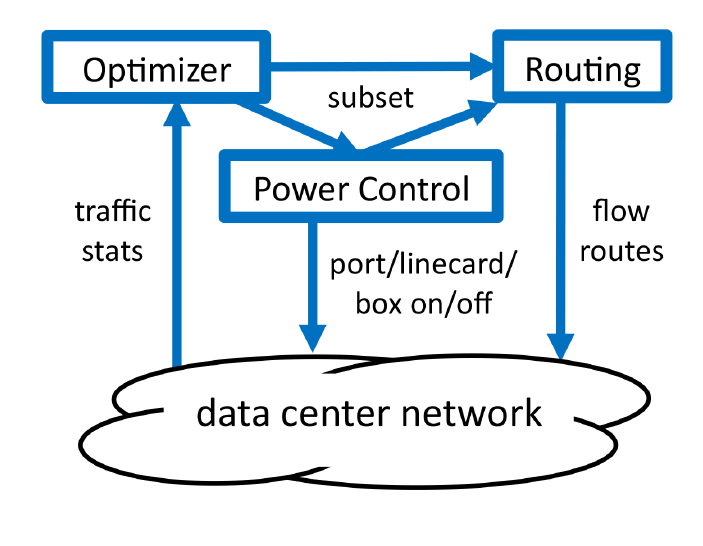 Optimizer
Routing
subset
Power Control
traffic
stats
flow
routes
port/linecard/
box on/off
data center network